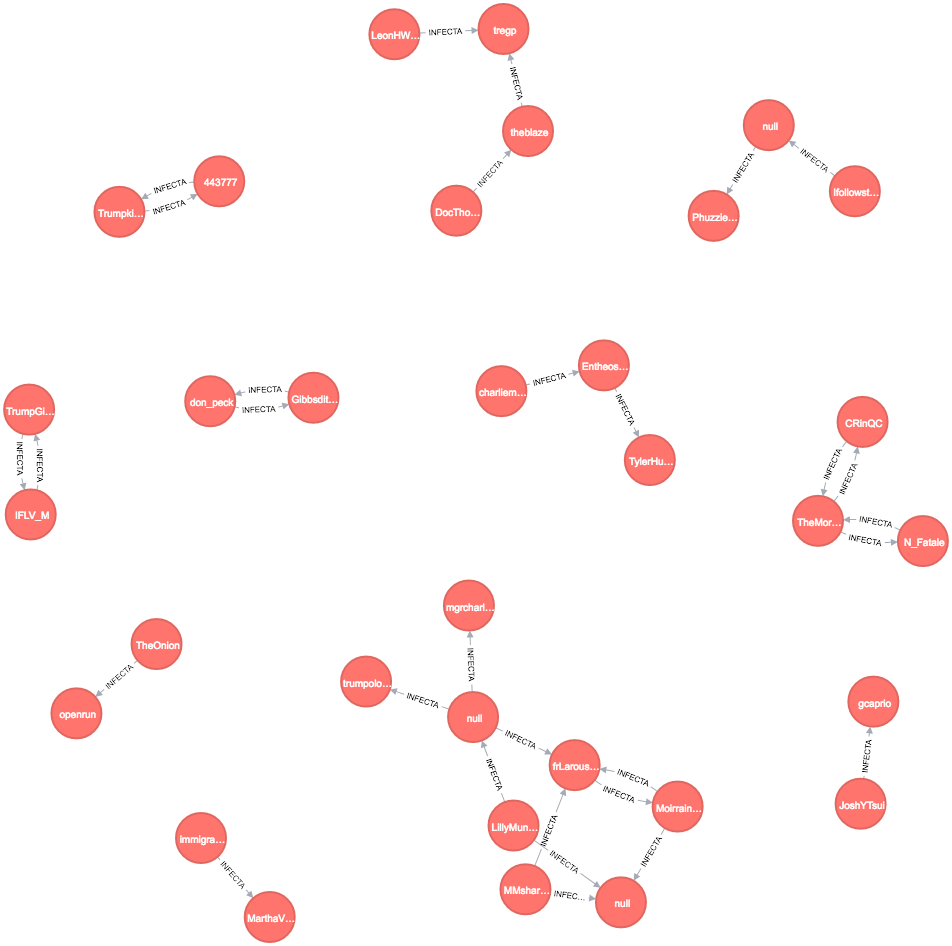 LeonHW...
INFECTA
tregp
INFECTA
theblaze
INFECTA
DocTho...
null
INFECTA
INFECTA
Ifollowst...
Phuzzie...
443777
INFECTA
INFECTA
Trumpki...
TrumpGi...
INFECTA
INFECTA
IFLV_M
don_peck
INFECTA
INFECTA
Gibbsdit...
charliem...
INFECTA
Entheos...
INFECTA
TylerHu...
CRinQC
INFECTA
INFECTA
TheMor...
INFECTA
INFECTA
N_Fatale
TheOnion
INFECTA
openrun
mgrcharl...
INFECTA
trumpolo...
INFECTA
null
INFECTA
frLarous...
INFECTA
INFECTA
Moirrain...
INFECTA
LillyMun...
INFECTA
INFECTA
INFECTA
MMshar...
INFEC...
null
gcaprio
INFECTA
JoshYTsui
Immigra...
INFECTA
MarthaV...